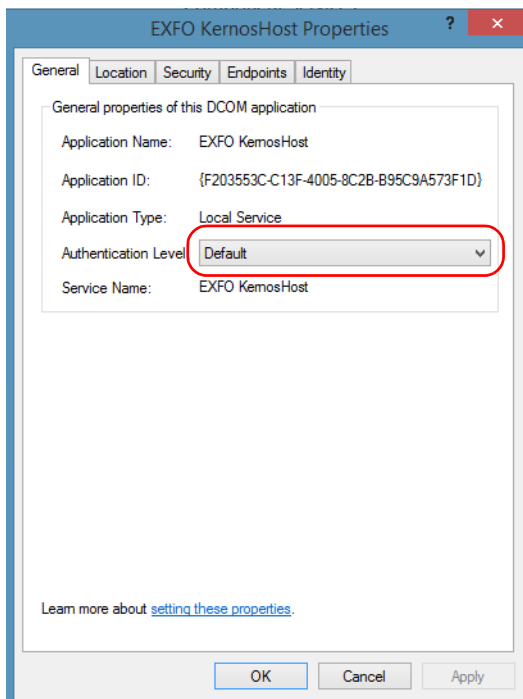 EXFO KernosHost Properties
?
×
General Location Security Endpoints Identity
General properties of this DCOM application
Application Name: EXFO KernosHost
Application ID: {F203553C-C13F-4005-8C2B-B95C9A573F1D}
Application Type: Local Service
Authentication Level Default
Service Name: EXFO KernosHost
Learn more about setting these properties.
OK Cancel Apply